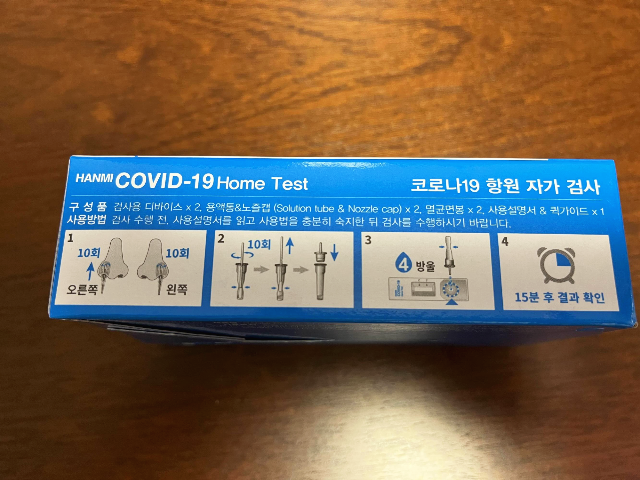 HANMI COVID-19 Home Test
코로나19 항원 자가 검사
구 성 품 검사용 디바이스 x 2, 용액통&노즐캡 (Solution tube & Nozzle cap) x 2, 멸균면봉 x 2, 사용설명서 & 퀵가이드 x 1
사용방법 검사 수행 전, 사용설명서를 읽고 사용법을 충분히 숙지한 뒤 검사를 수행하시기 바랍니다.
1
10회 10회
오른쪽 왼쪽
2
10회
3
4 방울
4
15분 후 결과 확인